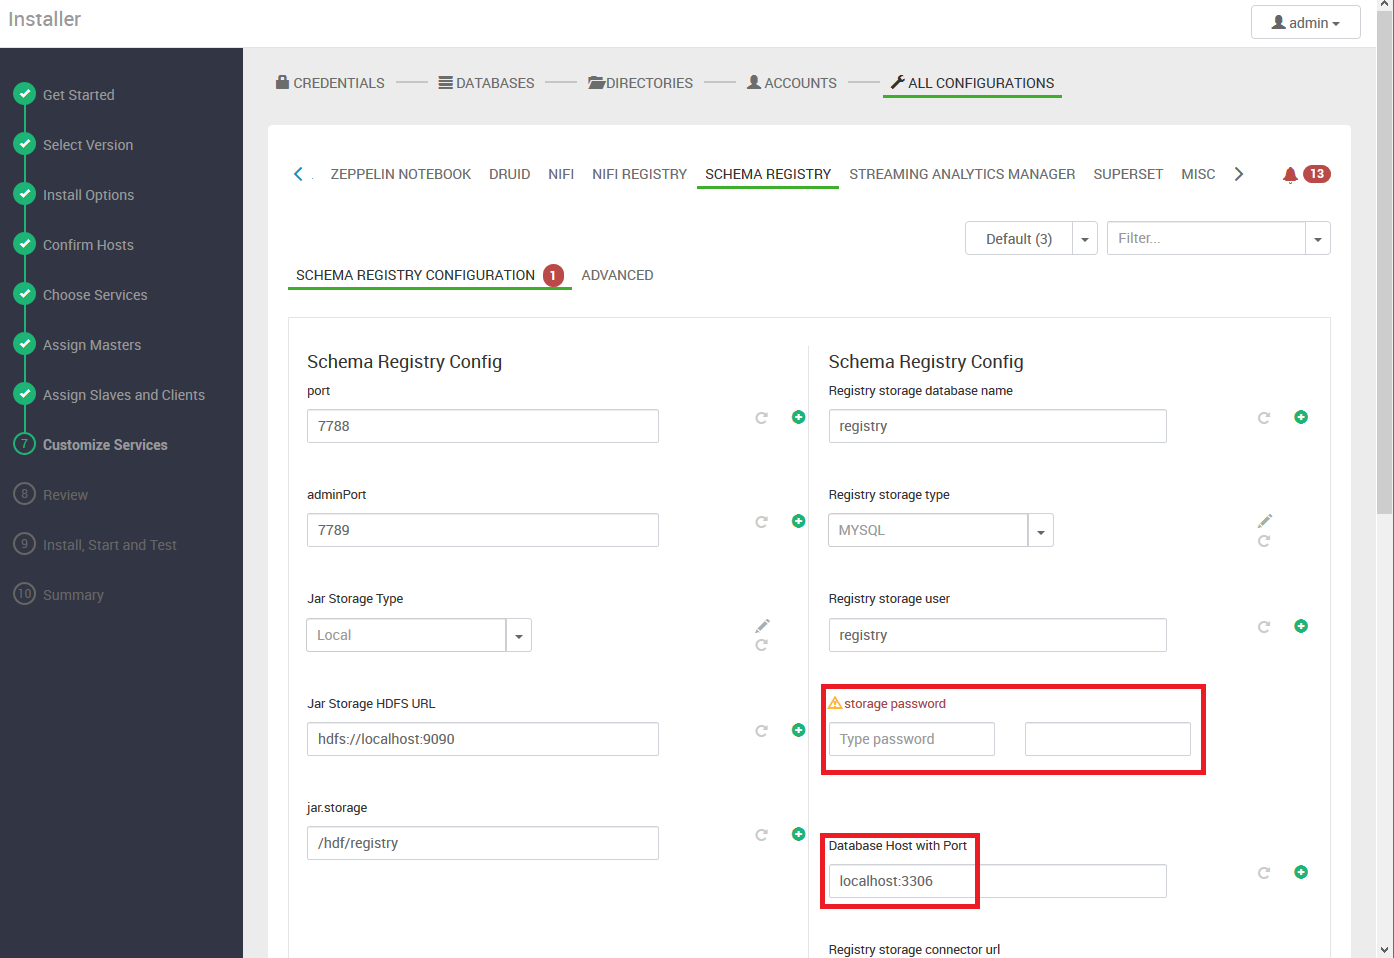 Installer
admin
Get Started
Select Version
Install Options
Confirm Hosts
Choose Services
Assign Masters
Assign Slaves and Clients
7 Customize Services
8 Review
9 Install, Start and Test
10 Summary
CREDENTIALS DATABASES DIRECTORIES ACCOUNTS ALL CONFIGURATIONS
ZEPPELIN NOTEBOOK DRUID NIFI NIFI REGISTRY SCHEMA REGISTRY STREAMING ANALYTICS MANAGER SUPERSET MISC 13
Default (3) Filter...
SCHEMA REGISTRY CONFIGURATION 1 ADVANCED
Schema Registry Config
port
7788
adminPort
7789
Jar Storage Type
Local
Jar Storage HDFS URL
hdfs://localhost:9090
jar.storage
/hdf/registry
Schema Registry Config
Registry storage database name
registry
Registry storage type
MYSQL
Registry storage user
registry
storage password
Type password
Database Host with Port
localhost:3306
Registry storage connector url